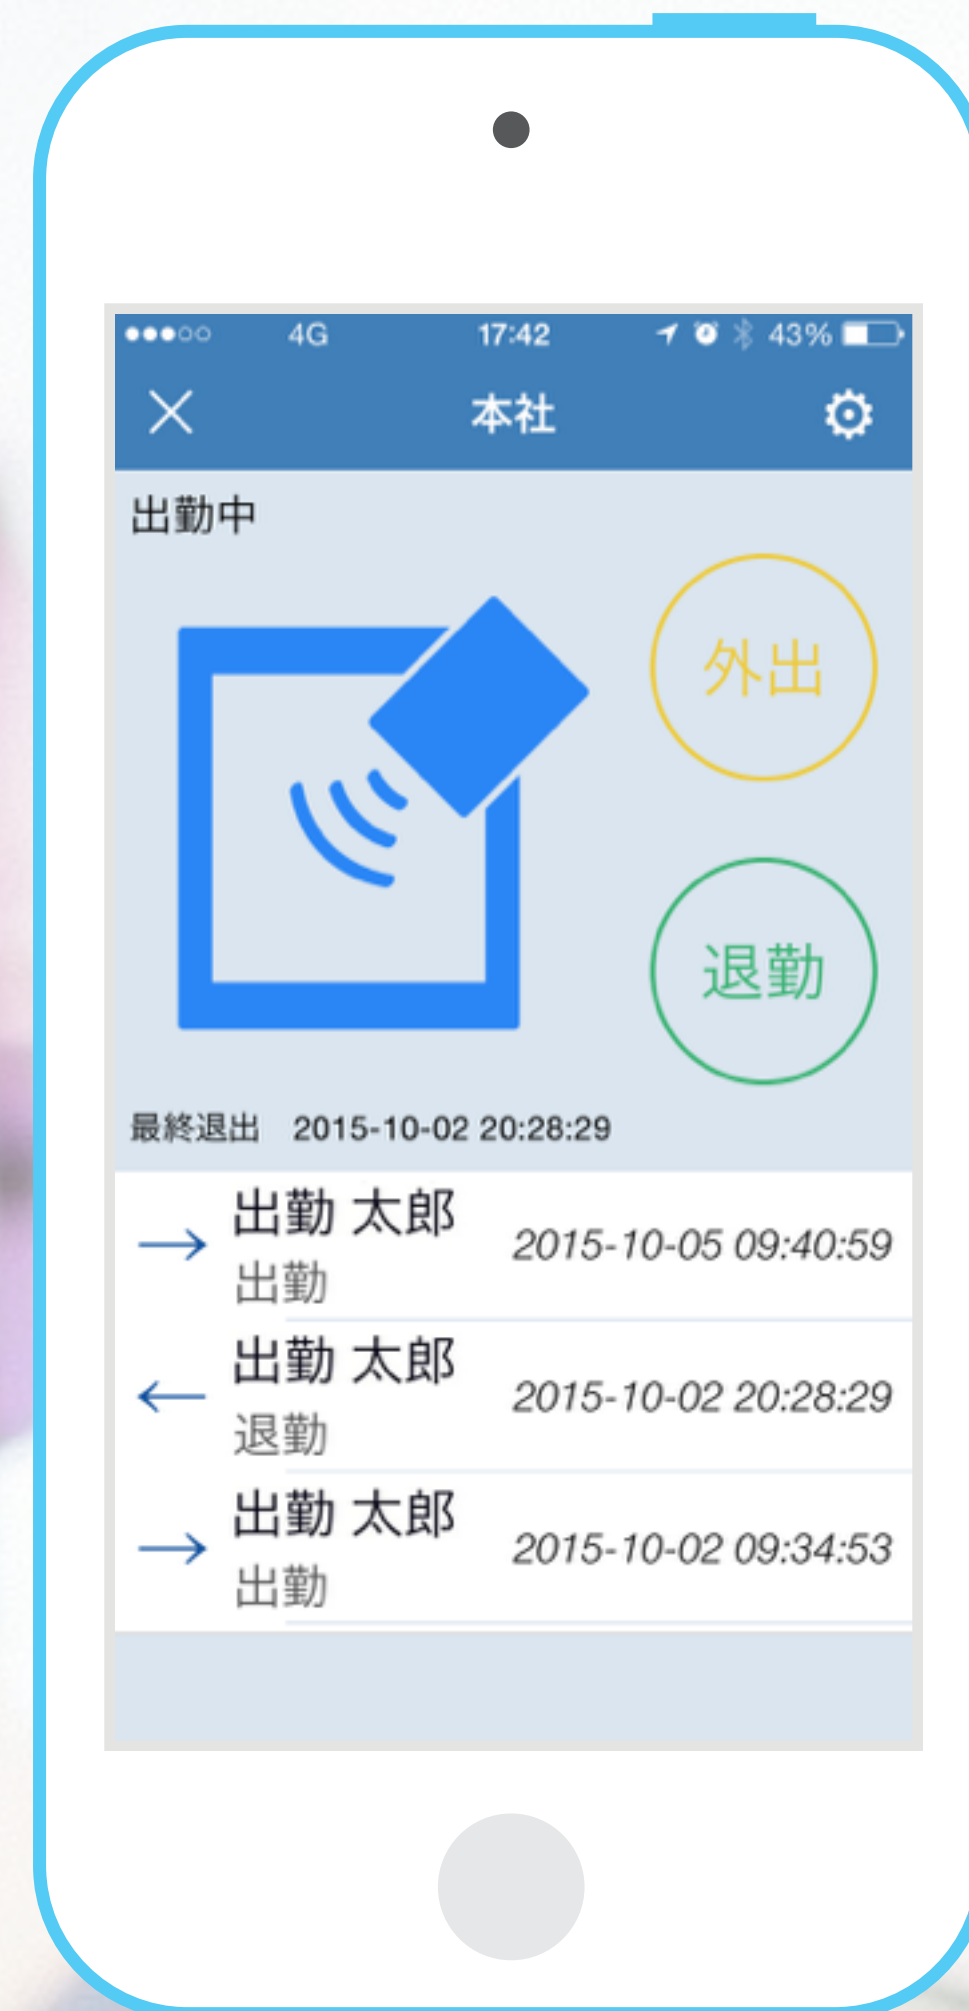 4G 17:42 43%
本社
出勤中
外出
退勤
最終退出 2015-10-02 20:28:29
出勤 太郎
出勤 2015-10-05 09:40:59
出勤 太郎
退勤 2015-10-02 20:28:29
出勤 太郎
出勤 2015-10-02 09:34:53